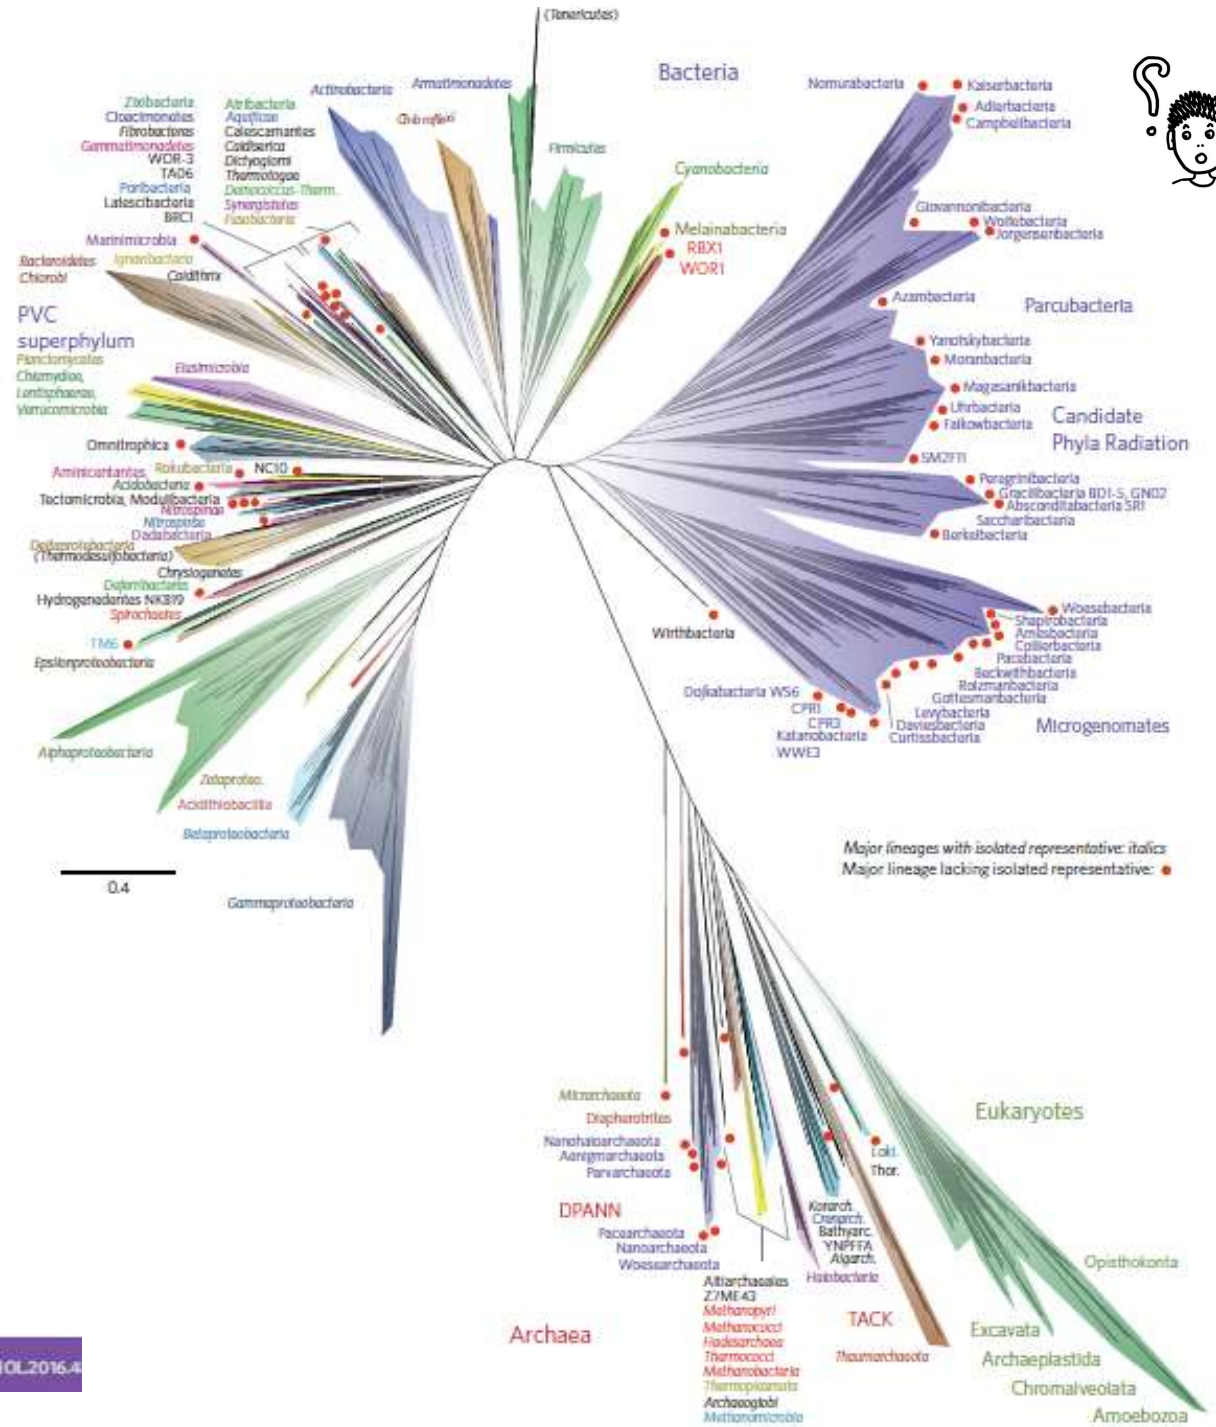 (Tenericutes)
Bacteria
Actinobacteria
Armatimonadetes
Nomurabacteria
Kaiserbacteria
Adlerbacteria
Campbellbacteria
Zixibacteria
Cloacimonetes
Fibrobacteres
Gemmatimonadetes
WOR-3
TA06
Poribacteria
Latescibacteria
BRC1
Atribacteria
Aquificae
Calescamantes
Caldiserica
Dictyoglomi
Thermotogae
Deinococcus-Therm.
Synergistetes
Fusobacteria
Chloroflexi
Firmicutes
Cyanobacteria
Giovannonibacteria
Wolfebacteria
Jorgensenbacteria
Melainabacteria
RBX1
WOR1
Marinimicrobia
Bacteroidetes
Chlorobi
Ignavibacteria
Caldithrix
Azambacteria
Parcubacteria
PVC
superphylum
Planctomycetes
Chlamydiae,
Lentisphaerae,
Verrucomicrobia
Elusimicrobia
Yanofskybacteria
Moranbacteria
Magasanikbacteria
Uhrbacteria
Falkowbacteria
Candidate
Phyla Radiation
SM2F11
Omnitrophica
Aminicentantes
Rokubacteria
NC10
Acidobacteria
Tectomicrobia, Modulibacteria
Nitrospinae
Nitrospirae
Dadabacteria
Deltaproteobacteria
(Thermodesulfobacteria)
Chrysiogenetes
Deferribacteres
Hydrogenedentes NKB19
Spirochaetes
TM6
Epsilonproteobacteria
Peregrinibacteria
Gracilibacteria BD1-5, GN02
Absconditabacteria SR1
Saccharibacteria
Berkelbacteria
Woesebacteria
Shapirobacteria
Amesbacteria
Collierbacteria
Pacebacteria
Beckwithbacteria
Roizmanbacteria
Gottesmanbacteria
Levybacteria
Daviesbacteria
Curtissbacteria
Microgenomates
Wirthbacteria
Dojkabacteria WS6
CPR1
CPR3
Katanobacteria
WWE3
Alphaproteobacteria
Zetaproteo.
Acidithiobacillia
Betaproteobacteria
0.4
Gammaproteobacteria
Major lineages with isolated representative: italics
Major lineage lacking isolated representative:
Micrarchaeota
Diapherotrites
Nanohaloarchaeota
Aenigmarchaeota
Parvarchaeota
DPANN
Pacearchaeota
Nanoarchaeota
Woesearchaeota
Eukaryotes
Loki.
Thor.
Korarch.
Crenarch.
Bathyarc.
YNPFFA
Aigarch.
Halobacteria
Altiarchaeales
Z7ME43
Methanopyri
Methanococci
Hadesarchaea
Thermococci
Methanobacteria
Thermoplasmata
Archaeoglobi
Methanomicrobia
Archaea
TACK
Thaumarchaeota
Opisthokonta
Excavata
Archaeplastida
Chromalveolata
Amoebozoa
IOL.2016.4